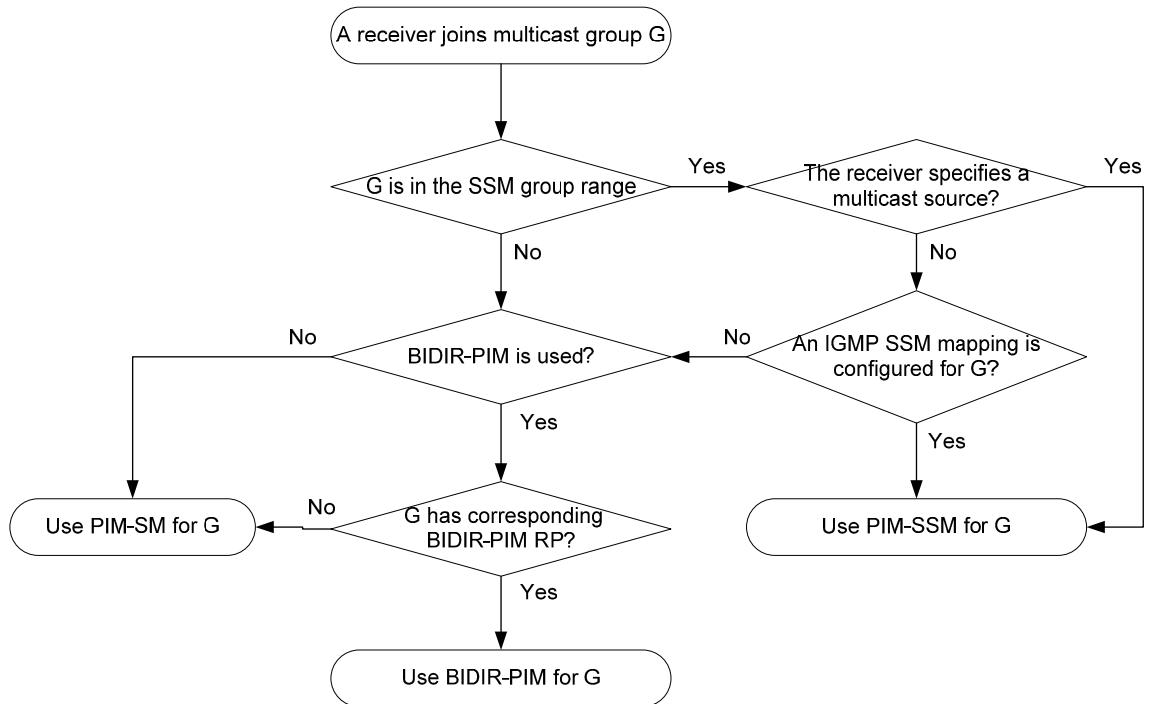 A receiver joins multicast group G
G is in the SSM group range
Yes
The receiver specifies a
multicast source?
Yes
No
No
No
BIDIR-PIM is used?
No
An IGMP SSM mapping is
configured for G?
Yes
Yes
Use PIM-SM for G
No
G has corresponding
BIDIR-PIM RP?
Use PIM-SSM for G
Yes
Use BIDIR-PIM for G